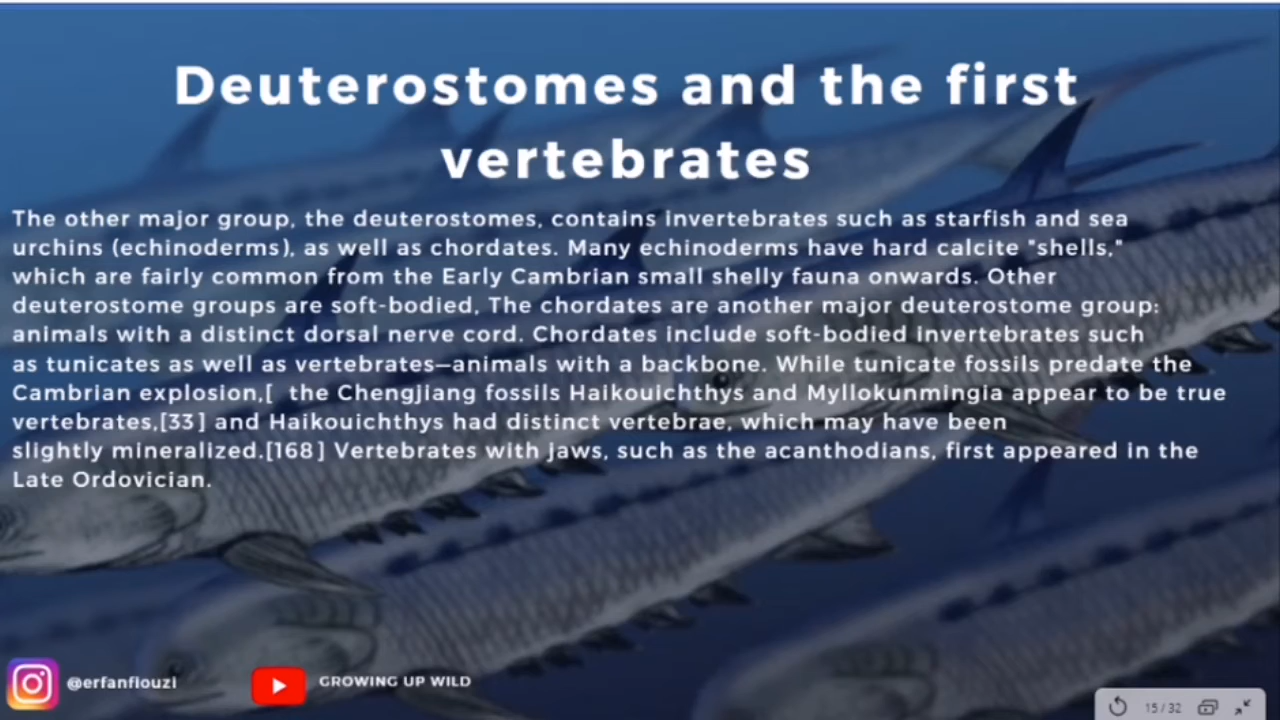 Deuterostomes and the first
vertebrates
The other major group, the deuterostomes, contains invertebrates such as starfish and sea
urchins (echinoderms), as well as chordates. Many echinoderms have hard calcite "shells,"
which are fairly common from the Early Cambrian small shelly fauna onwards. Other
deuterostome groups are soft-bodied, The chordates are another major deuterostome group:
animals with a distinct dorsal nerve cord. Chordates include soft-bodied invertebrates such
as tunicates as well as vertebrates—animals with a backbone. While tunicate fossils predate the
Cambrian explosion,[ the Chengjiang fossils Haikouichthys and Myllokunmingia appear to be true
vertebrates,[33] and Haikouichthys had distinct vertebrae, which may have been
slightly mineralized.[168] Vertebrates with jaws, such as the acanthodians, first appeared in the
Late Ordovician.
@erfanfiouzi
GROWING UP WILD
15/32